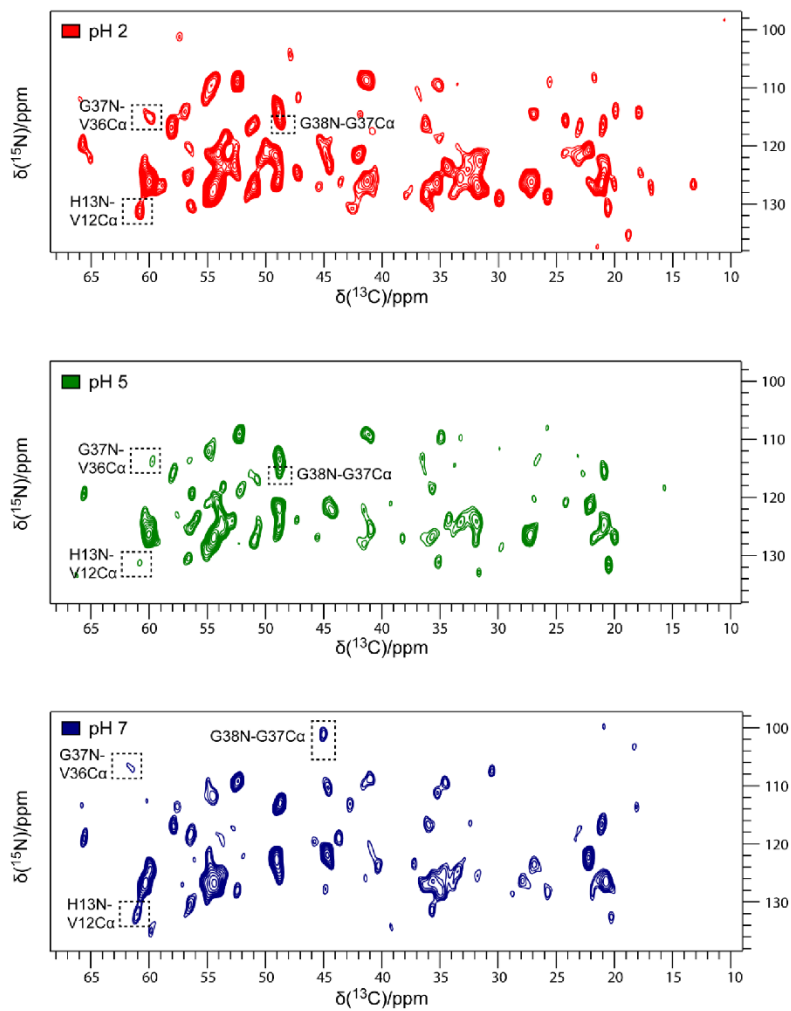 pH 2
G37N-
V36Cα
G38N-G37Cα
H13N-
V12Cα
100
110
120
130
δ(¹⁵N)/ppm
65 60 55 50 45 40 35 30 25 20 15 10
δ(¹³C)/ppm
pH 5
G37N-
V36Cα
G38N-G37Cα
H13N-
V12Cα
100
110
120
130
δ(¹⁵N)/ppm
65 60 55 50 45 40 35 30 25 20 15 10
δ(¹³C)/ppm
pH 7
G38N-G37Cα
G37N-
V36Cα
H13N-
V12Cα
100
110
120
130
δ(¹⁵N)/ppm
65 60 55 50 45 40 35 30 25 20 15 10
δ(¹³C)/ppm